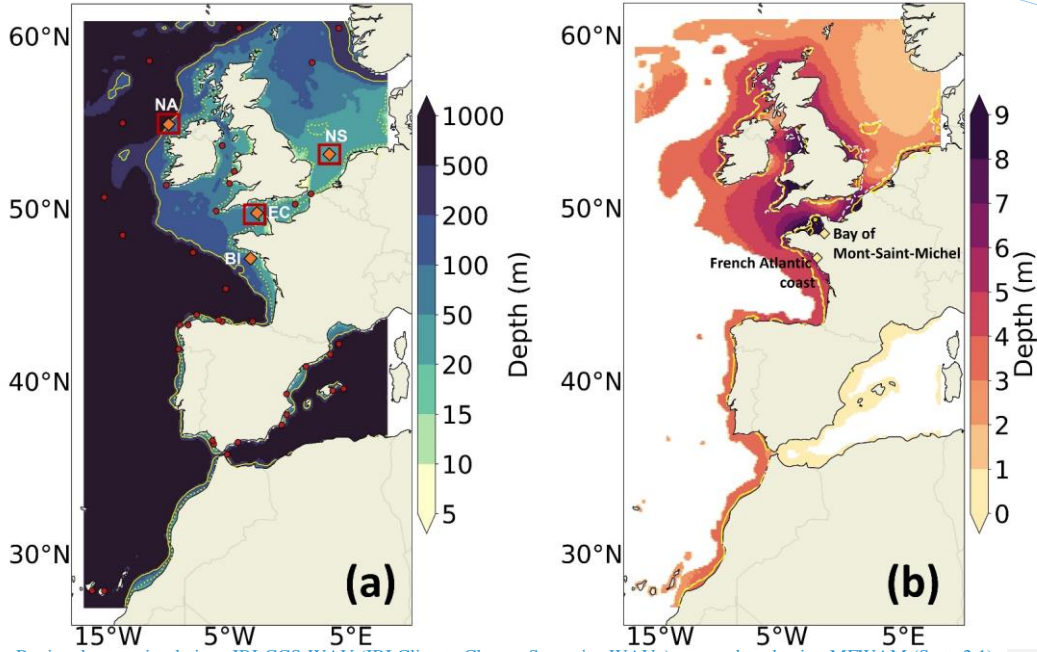 60°N
50°N
40°N
30°N
15°W
5°W
5°E
NA
NS
EC
BI
(a)
1000
500
200
100
50
20
15
10
5
Depth (m)
60°N
50°N
40°N
30°N
15°W
5°W
5°E
Bay of
Mont-Saint-Michel
French Atlantic
coast
(b)
9
8
7
6
5
4
3
2
1
0
Depth (m)